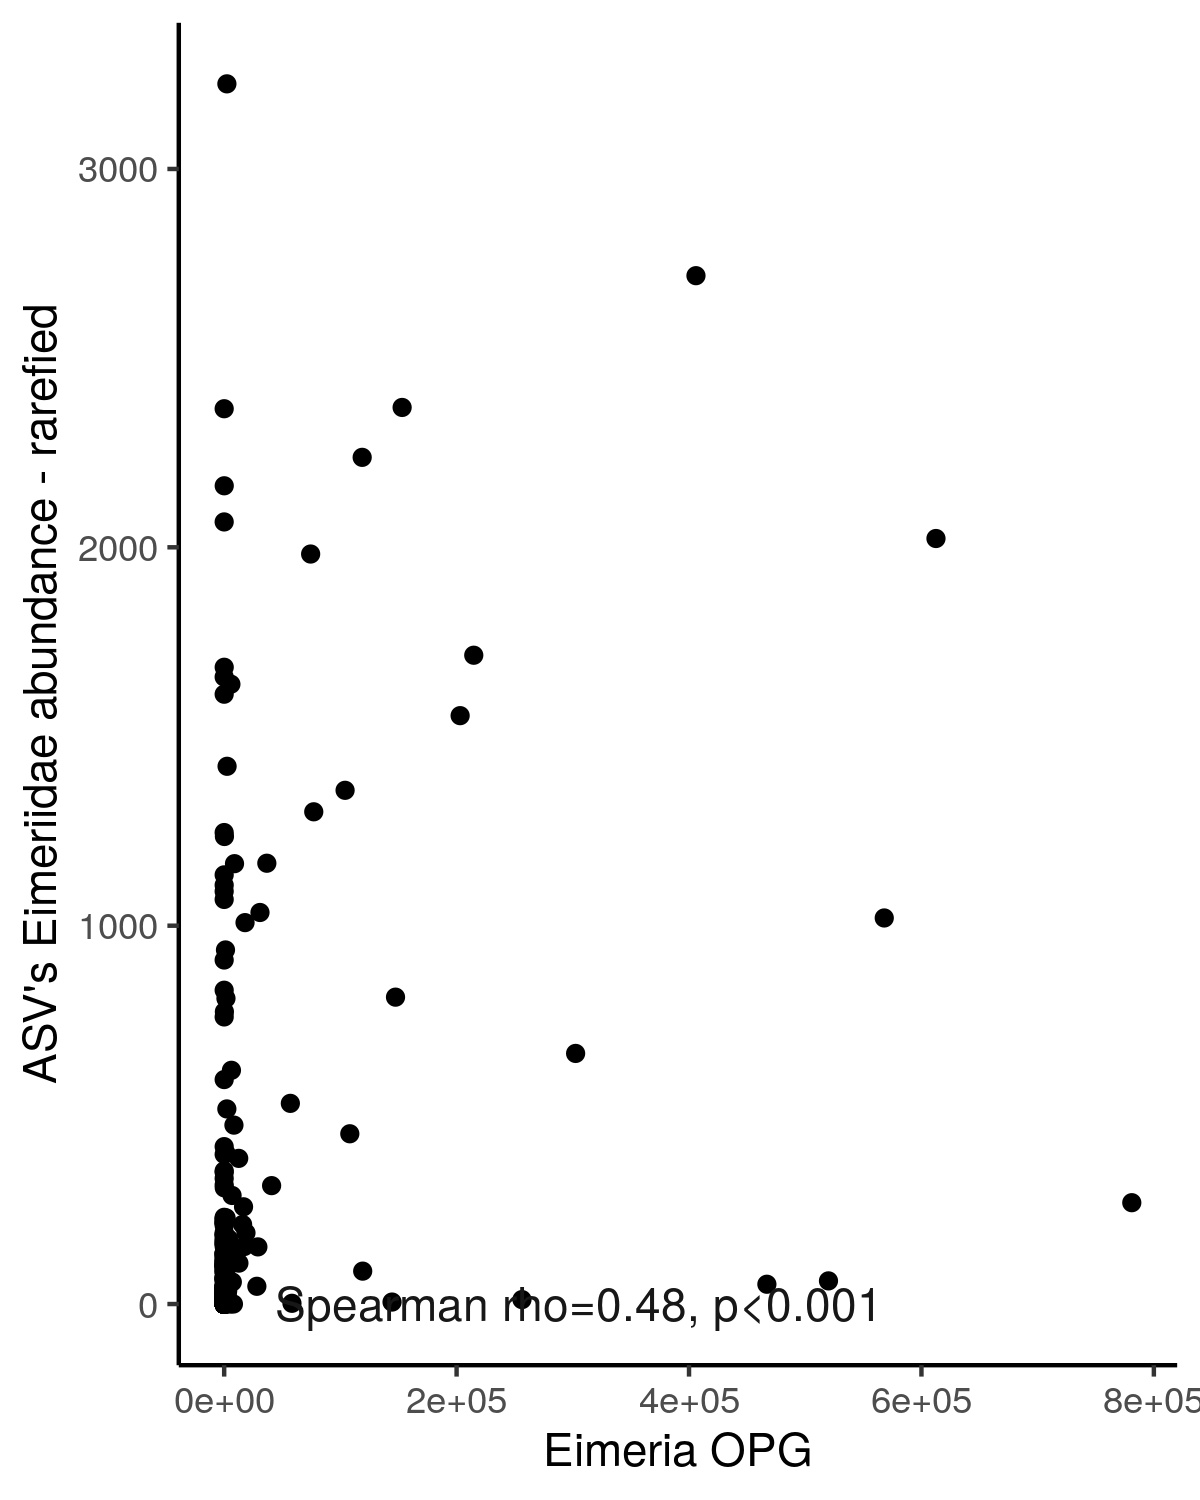 ASV's Eimeriidae abundance - rarefied
3000
2000
1000
0
Spearman rho=0.48, p<0.001
0e+00 2e+05 4e+05 6e+05 8e+05
Eimeria OPG